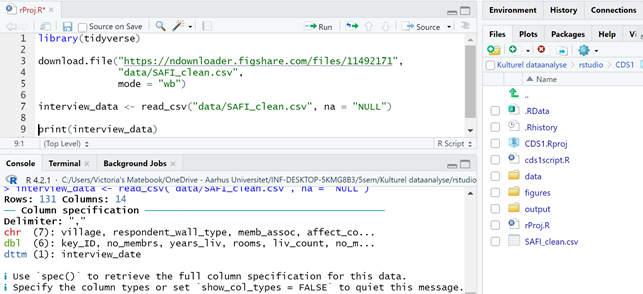 rProj.R*
Source on Save
Run
Source
1 library(tidyverse)
2
3 download.file("https://ndownloader.figshare.com/files/11492171",
4 "data/SAFI_clean.csv",
5 mode = "wb")
6
7 interview_data <- read_csv("data/SAFI_clean.csv", na = "NULL")
8
9 print(interview_data)
9:1 (Top Level) R Script
Console Terminal Background Jobs
R 4.2.1 · C:/Users/Victoria's Matebook/OneDrive - Aarhus Universitet/INF-DESKTOP-5KMG8B3/5sem/Kulturel dataanalyse/rstudio
> interview_data <- read_csv("data/SAFI_clean.csv", na = "NULL")
Rows: 131 Columns: 14
── Column specification ──
Delimiter: ","
chr (7): village, respondent_wall_type, memb_assoc, affect_co...
dbl (6): key_ID, no_membrs, years_liv, rooms, liv_count, no_m...
dttm (1): interview_date
ℹ Use `spec()` to retrieve the full column specification for this data.
ℹ Specify the column types or set `show_col_types = FALSE` to quiet this message.
Environment History Connections
Files Plots Packages Help
Kulturel dataanalyse rstudio CDS1
Name
..
.RData
.Rhistory
CDS1.Rproj
cds1script.R
data
figures
output
rProj.R
SAFI_clean.csv